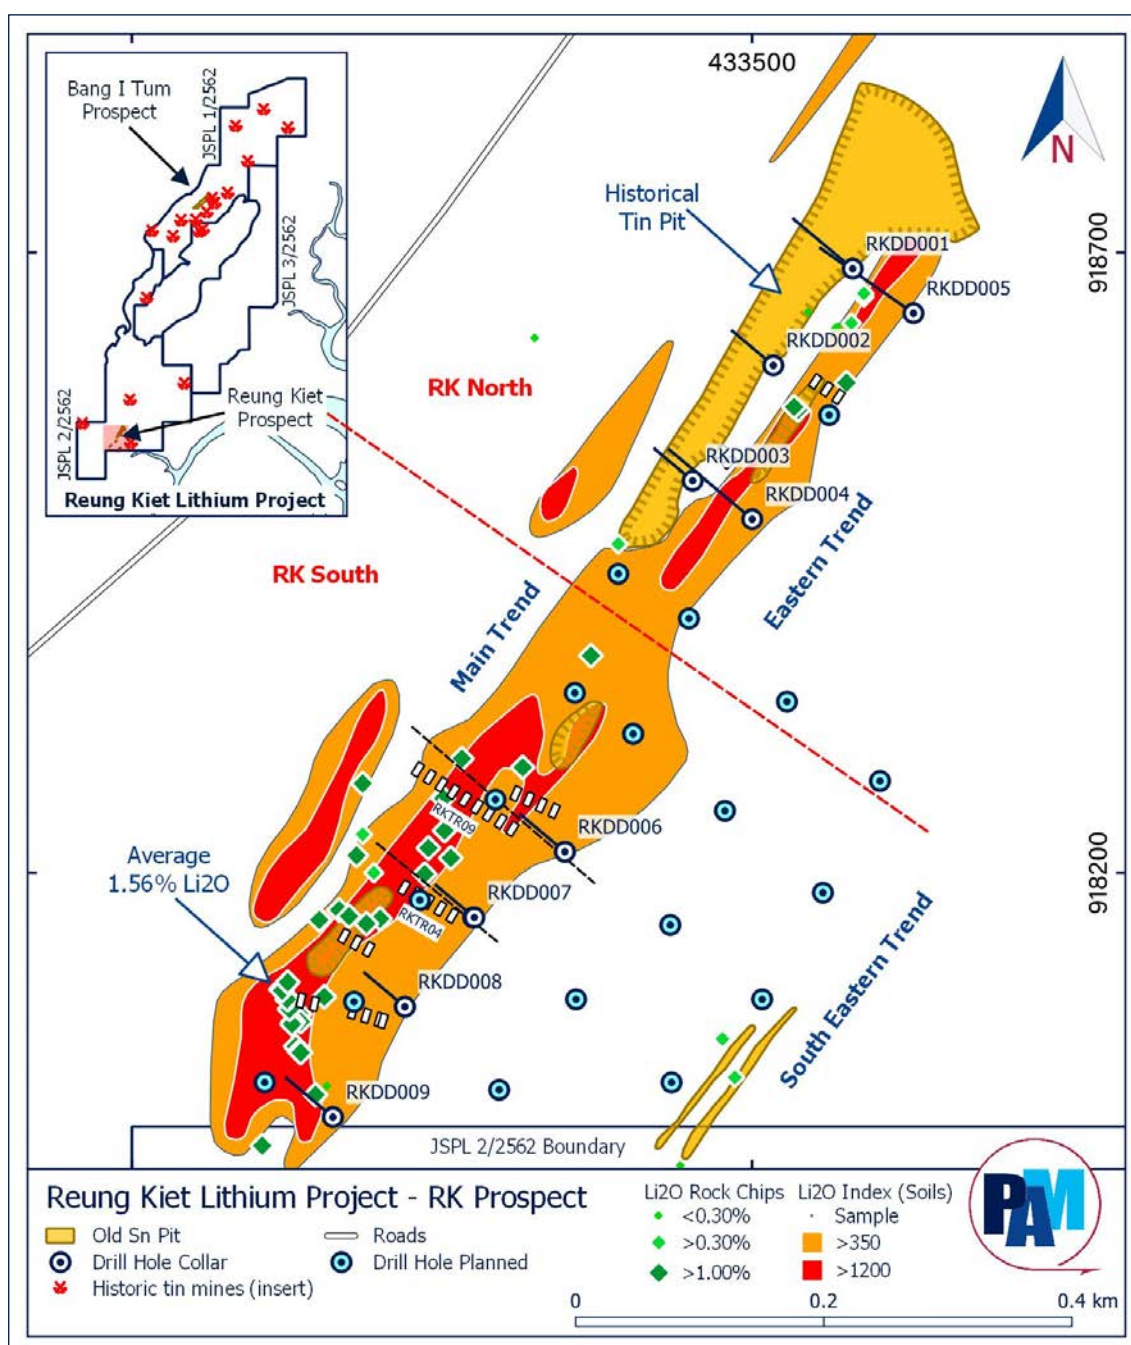 433500
918700
918200
Bang I Tum
Prospect
JSPL 1/2562
JSPL 3/2562
JSPL 2/2562
Reung Kiet
Prospect
Reung Kiet Lithium Project
N
Historical
Tin Pit
RKDD001
RKDD005
RKDD002
RK North
RKDD003
RKDD004
Eastern Trend
RK South
Main Trend
RKTR09
RKDD006
Average
1.56% Li2O
RKDD007
RKTR04
RKDD008
South Eastern Trend
RKDD009
JSPL 2/2562 Boundary
Reung Kiet Lithium Project - RK Prospect
Old Sn Pit
Roads
Drill Hole Collar
Drill Hole Planned
Historic tin mines (insert)
Li2O Rock Chips
<0.30%
>0.30%
>1.00%
Li2O Index (Soils)
Sample
>350
>1200
PAM
0 0.2 0.4 km